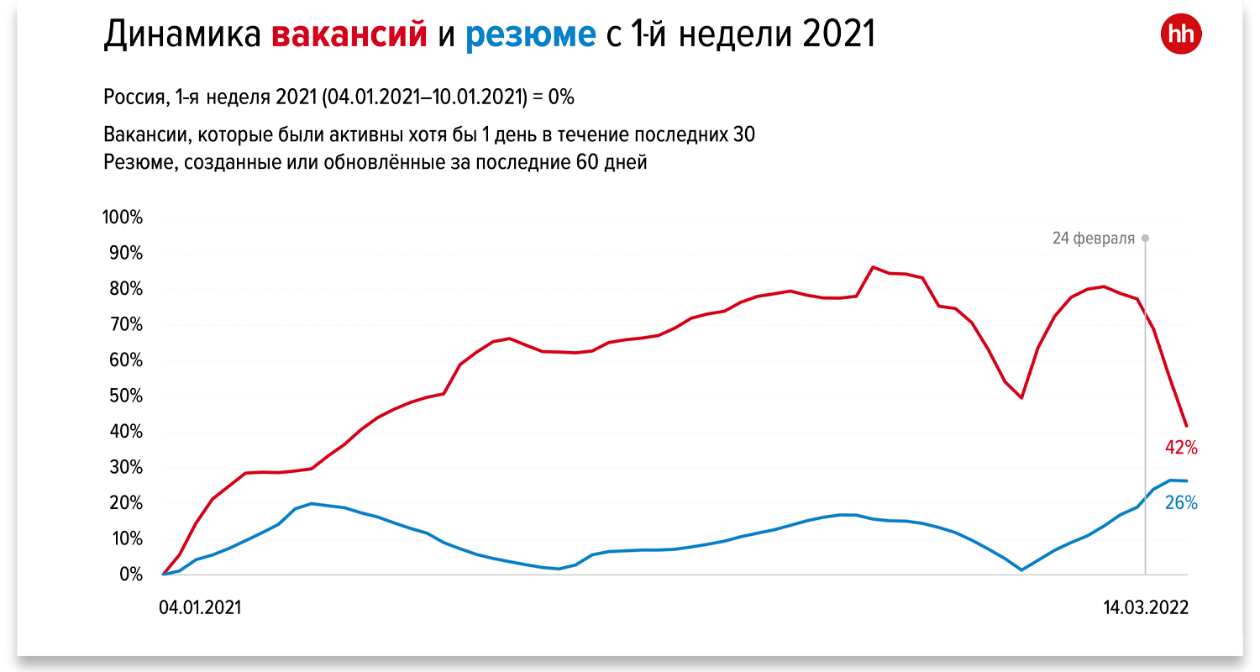 Динамика вакансий и резюме с 1-й недели 2021
hh
Россия, 1-я неделя 2021 (04.01.2021–10.01.2021) = 0%
Вакансии, которые были активны хотя бы 1 день в течение последних 30
Резюме, созданные или обновлённые за последние 60 дней
100%
24 февраля
90%
80%
70%
60%
50%
40%
42%
30%
20%
26%
10%
0%
04.01.2021
14.03.2022